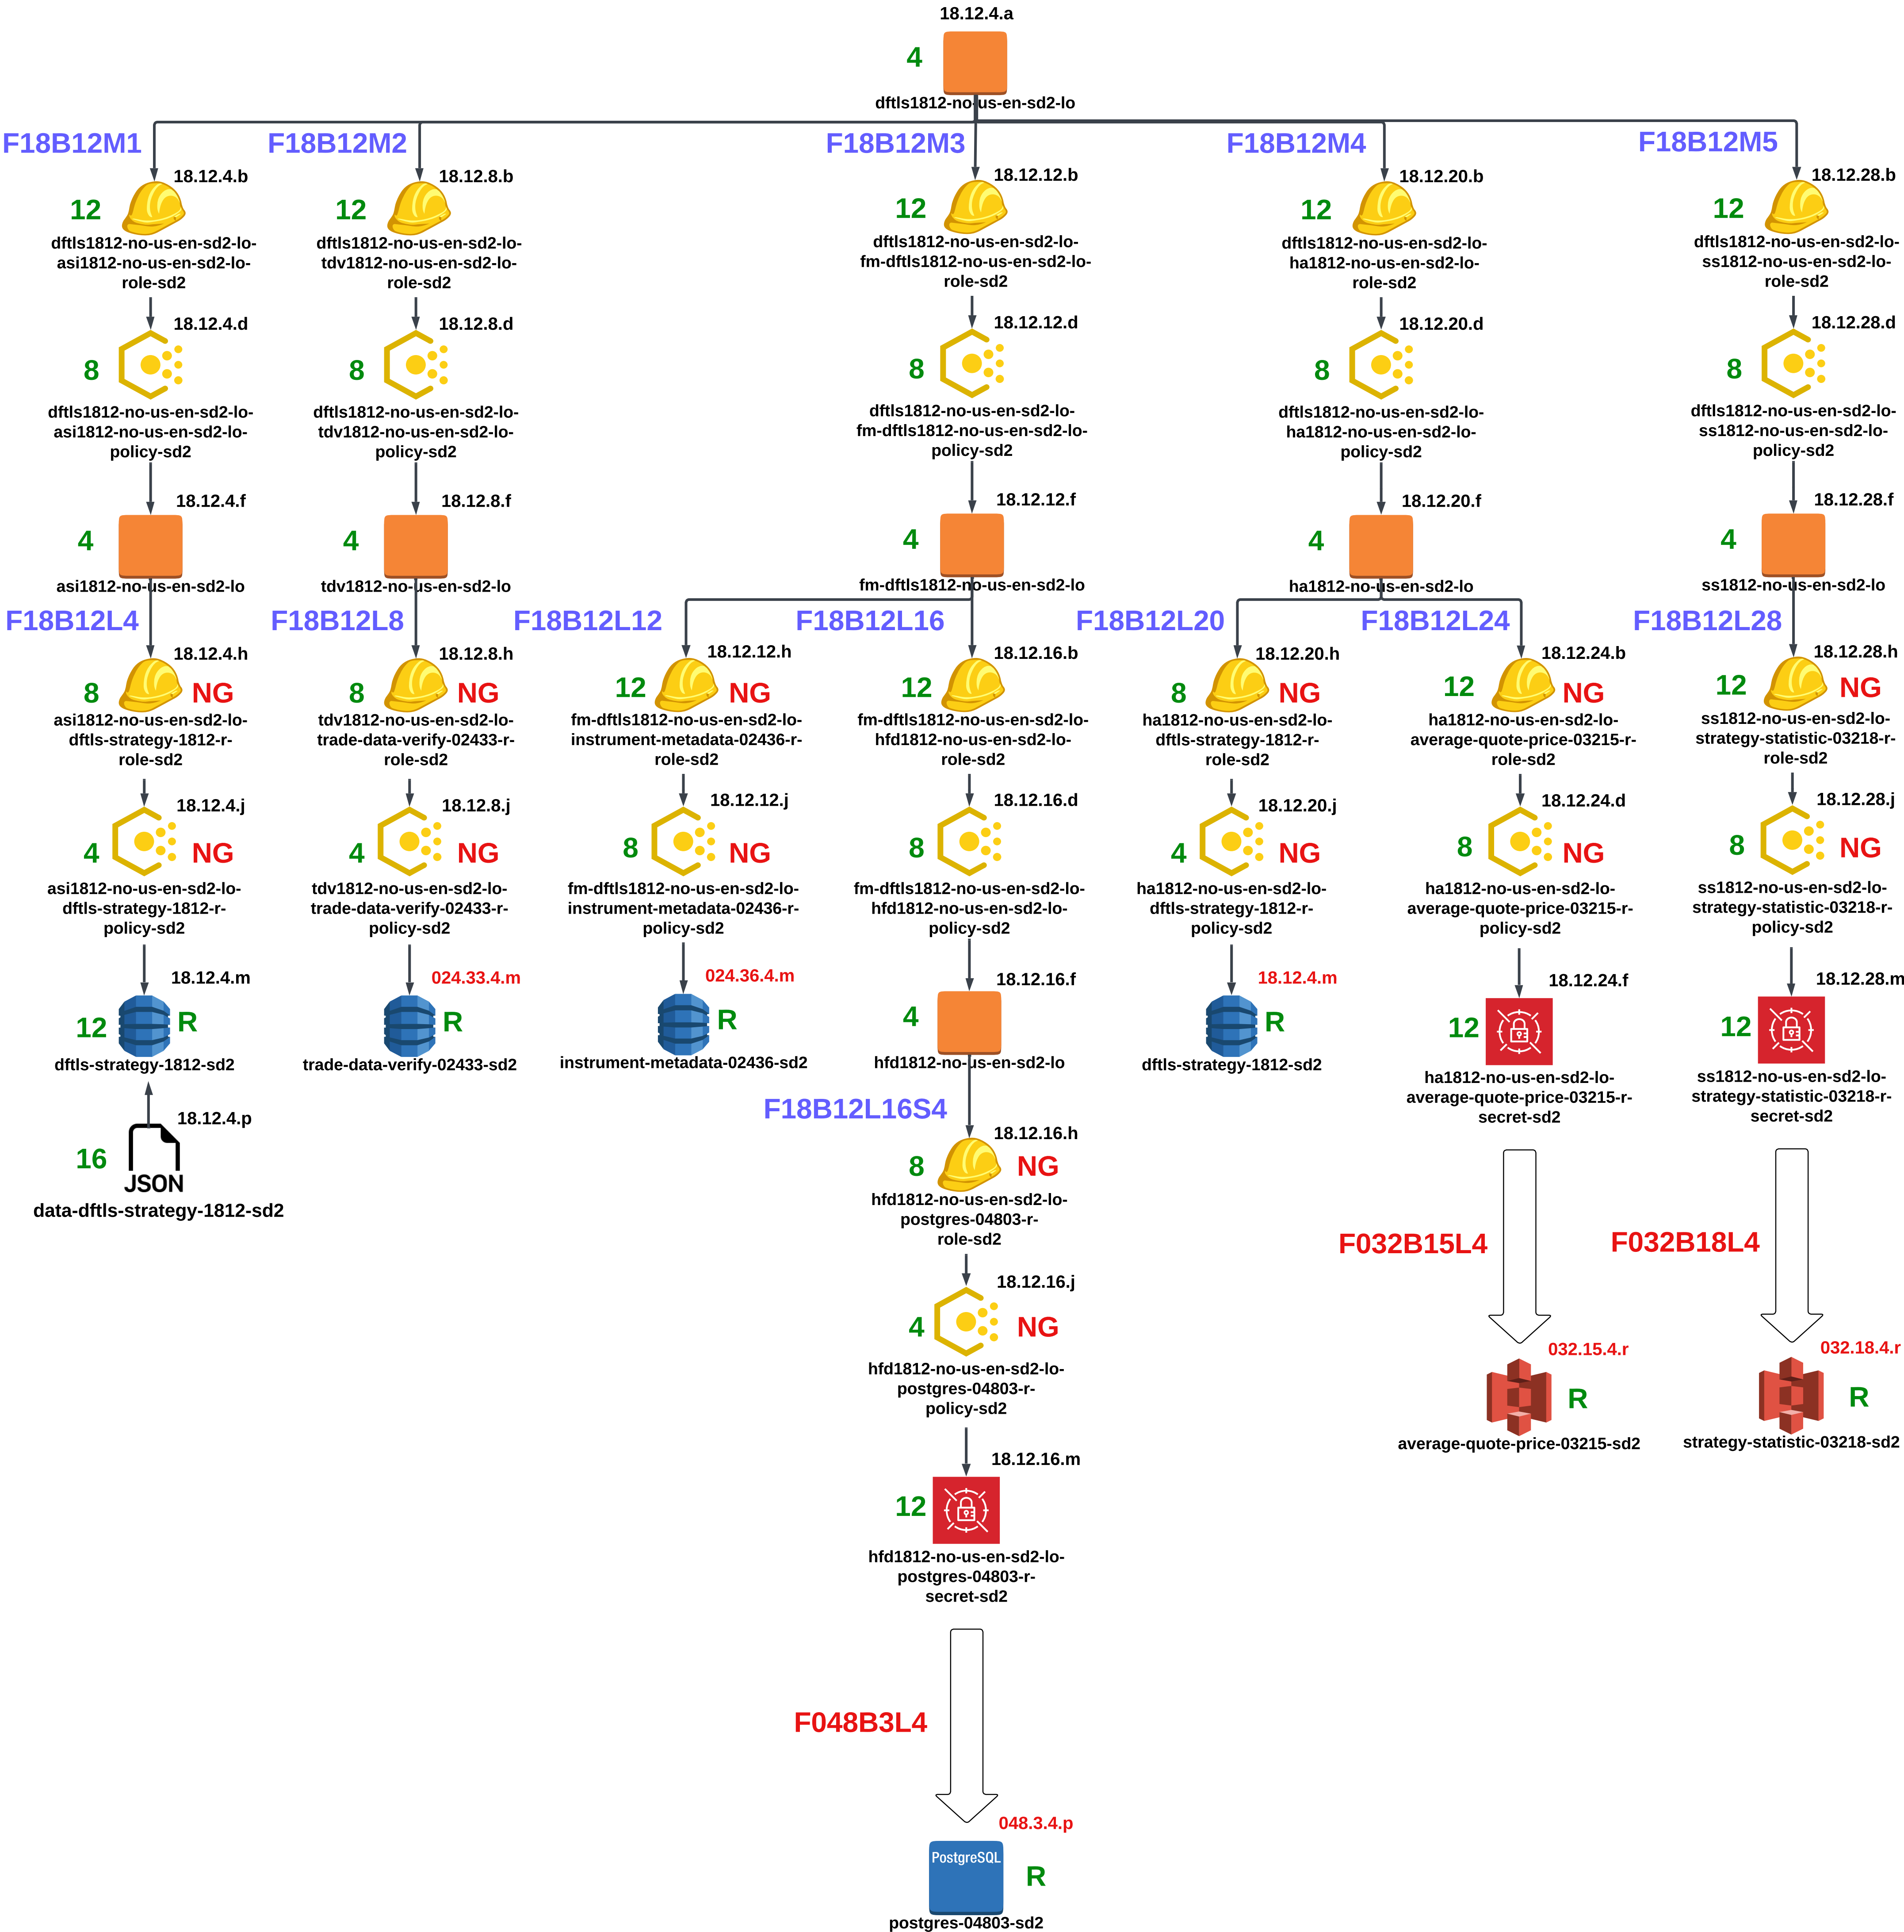 18.12.4.a
4
dftls1812-no-us-en-sd2-lo
F18B12M1
F18B12M2
F18B12M3
F18B12M4
F18B12M5
18.12.4.b
12
dftls1812-no-us-en-sd2-lo-
asi1812-no-us-en-sd2-lo-
role-sd2
18.12.8.b
12
dftls1812-no-us-en-sd2-lo-
tdv1812-no-us-en-sd2-lo-
role-sd2
18.12.12.b
12
dftls1812-no-us-en-sd2-lo-
fm-dftls1812-no-us-en-sd2-lo-
role-sd2
18.12.20.b
12
dftls1812-no-us-en-sd2-lo-
ha1812-no-us-en-sd2-lo-
role-sd2
18.12.28.b
12
dftls1812-no-us-en-sd2-lo-
ss1812-no-us-en-sd2-lo-
role-sd2
18.12.4.d
8
dftls1812-no-us-en-sd2-lo-
asi1812-no-us-en-sd2-lo-
policy-sd2
18.12.8.d
8
dftls1812-no-us-en-sd2-lo-
tdv1812-no-us-en-sd2-lo-
policy-sd2
18.12.12.d
8
dftls1812-no-us-en-sd2-lo-
fm-dftls1812-no-us-en-sd2-lo-
policy-sd2
18.12.20.d
8
dftls1812-no-us-en-sd2-lo-
ha1812-no-us-en-sd2-lo-
policy-sd2
18.12.28.d
8
dftls1812-no-us-en-sd2-lo-
ss1812-no-us-en-sd2-lo-
policy-sd2
18.12.4.f
4
asi1812-no-us-en-sd2-lo
18.12.8.f
4
tdv1812-no-us-en-sd2-lo
18.12.12.f
4
fm-dftls1812-no-us-en-sd2-lo
18.12.20.f
4
ha1812-no-us-en-sd2-lo
18.12.28.f
4
ss1812-no-us-en-sd2-lo
F18B12L4
F18B12L8
F18B12L12
F18B12L16
F18B12L20
F18B12L24
F18B12L28
18.12.4.h
8
NG
asi1812-no-us-en-sd2-lo-
dftls-strategy-1812-r-
role-sd2
18.12.8.h
8
NG
tdv1812-no-us-en-sd2-lo-
trade-data-verify-02433-r-
role-sd2
18.12.12.h
12
NG
fm-dftls1812-no-us-en-sd2-lo-
instrument-metadata-02436-r-
role-sd2
18.12.16.b
12
fm-dftls1812-no-us-en-sd2-lo-
hfd1812-no-us-en-sd2-lo-
role-sd2
18.12.20.h
8
NG
ha1812-no-us-en-sd2-lo-
dftls-strategy-1812-r-
role-sd2
18.12.24.b
12
NG
ha1812-no-us-en-sd2-lo-
average-quote-price-03215-r-
role-sd2
18.12.28.h
12
NG
ss1812-no-us-en-sd2-lo-
strategy-statistic-03218-r-
role-sd2
18.12.4.j
4
NG
asi1812-no-us-en-sd2-lo-
dftls-strategy-1812-r-
policy-sd2
18.12.8.j
4
NG
tdv1812-no-us-en-sd2-lo-
trade-data-verify-02433-r-
policy-sd2
18.12.12.j
8
NG
fm-dftls1812-no-us-en-sd2-lo-
instrument-metadata-02436-r-
policy-sd2
18.12.16.d
8
fm-dftls1812-no-us-en-sd2-lo-
hfd1812-no-us-en-sd2-lo-
policy-sd2
18.12.20.j
4
NG
ha1812-no-us-en-sd2-lo-
dftls-strategy-1812-r-
policy-sd2
18.12.24.d
8
NG
ha1812-no-us-en-sd2-lo-
average-quote-price-03215-r-
policy-sd2
18.12.28.j
8
NG
ss1812-no-us-en-sd2-lo-
strategy-statistic-03218-r-
policy-sd2
18.12.4.m
12
R
dftls-strategy-1812-sd2
024.33.4.m
R
trade-data-verify-02433-sd2
024.36.4.m
R
instrument-metadata-02436-sd2
18.12.16.f
4
hfd1812-no-us-en-sd2-lo
18.12.4.m
R
dftls-strategy-1812-sd2
18.12.24.f
12
ha1812-no-us-en-sd2-lo-
average-quote-price-03215-r-
secret-sd2
18.12.28.m
12
ss1812-no-us-en-sd2-lo-
strategy-statistic-03218-r-
secret-sd2
18.12.4.p
16
JSON
data-dftls-strategy-1812-sd2
F18B12L16S4
18.12.16.h
8
NG
hfd1812-no-us-en-sd2-lo-
postgres-04803-r-
role-sd2
F032B15L4
F032B18L4
18.12.16.j
4
NG
hfd1812-no-us-en-sd2-lo-
postgres-04803-r-
policy-sd2
032.15.4.r
R
average-quote-price-03215-sd2
032.18.4.r
R
strategy-statistic-03218-sd2
18.12.16.m
12
hfd1812-no-us-en-sd2-lo-
postgres-04803-r-
secret-sd2
F048B3L4
048.3.4.p
PostgreSQL
R
postgres-04803-sd2